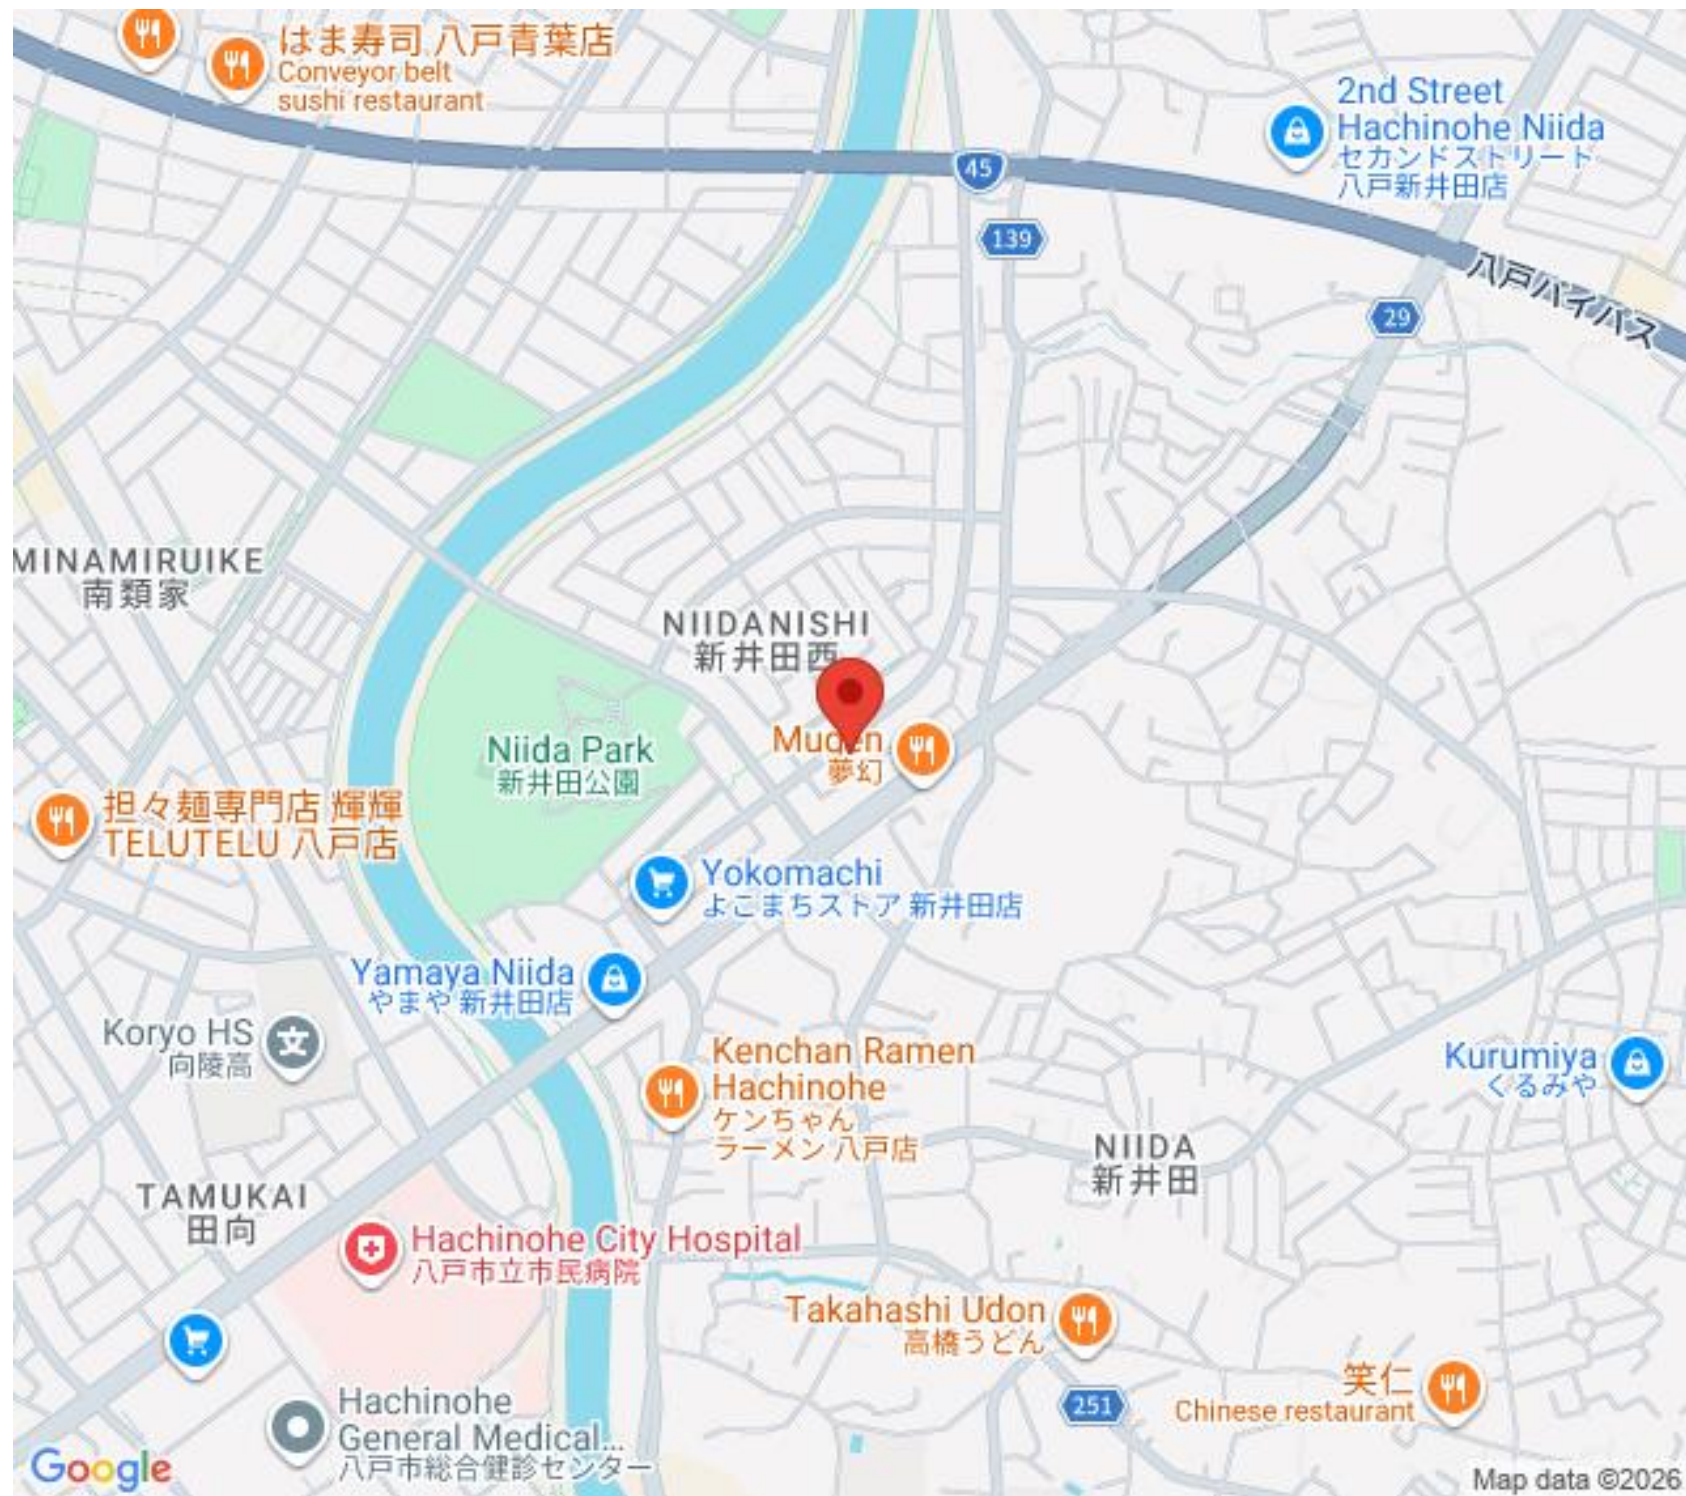 はま寿司 八戸青葉店
Conveyor belt
sushi restaurant
2nd Street
Hachinohe Niida
セカンドストリート
八戸新井田店
45
139
八戸バイパス
29
MINAMIRUIKE
南類家
NIIDANISHI
新井田西
Niida Park
新井田公園
Mugen
夢幻
担々麺専門店 輝輝
TELUTELU 八戸店
Yokomachi
よこまちストア 新井田店
Yamaya Niida
やまや 新井田店
Koryo HS
向陵高
文
Kenchan Ramen
Hachinohe
ケンちゃん
ラーメン 八戸店
Kurumiya
くるみや
NIIDA
新井田
TAMUKAI
田向
Hachinohe City Hospital
八戸市立市民病院
Takahashi Udon
高橋うどん
笑仁
Chinese restaurant
251
Hachinohe
General Medical...
八戸市総合健診センター
Google
Map data ©2026